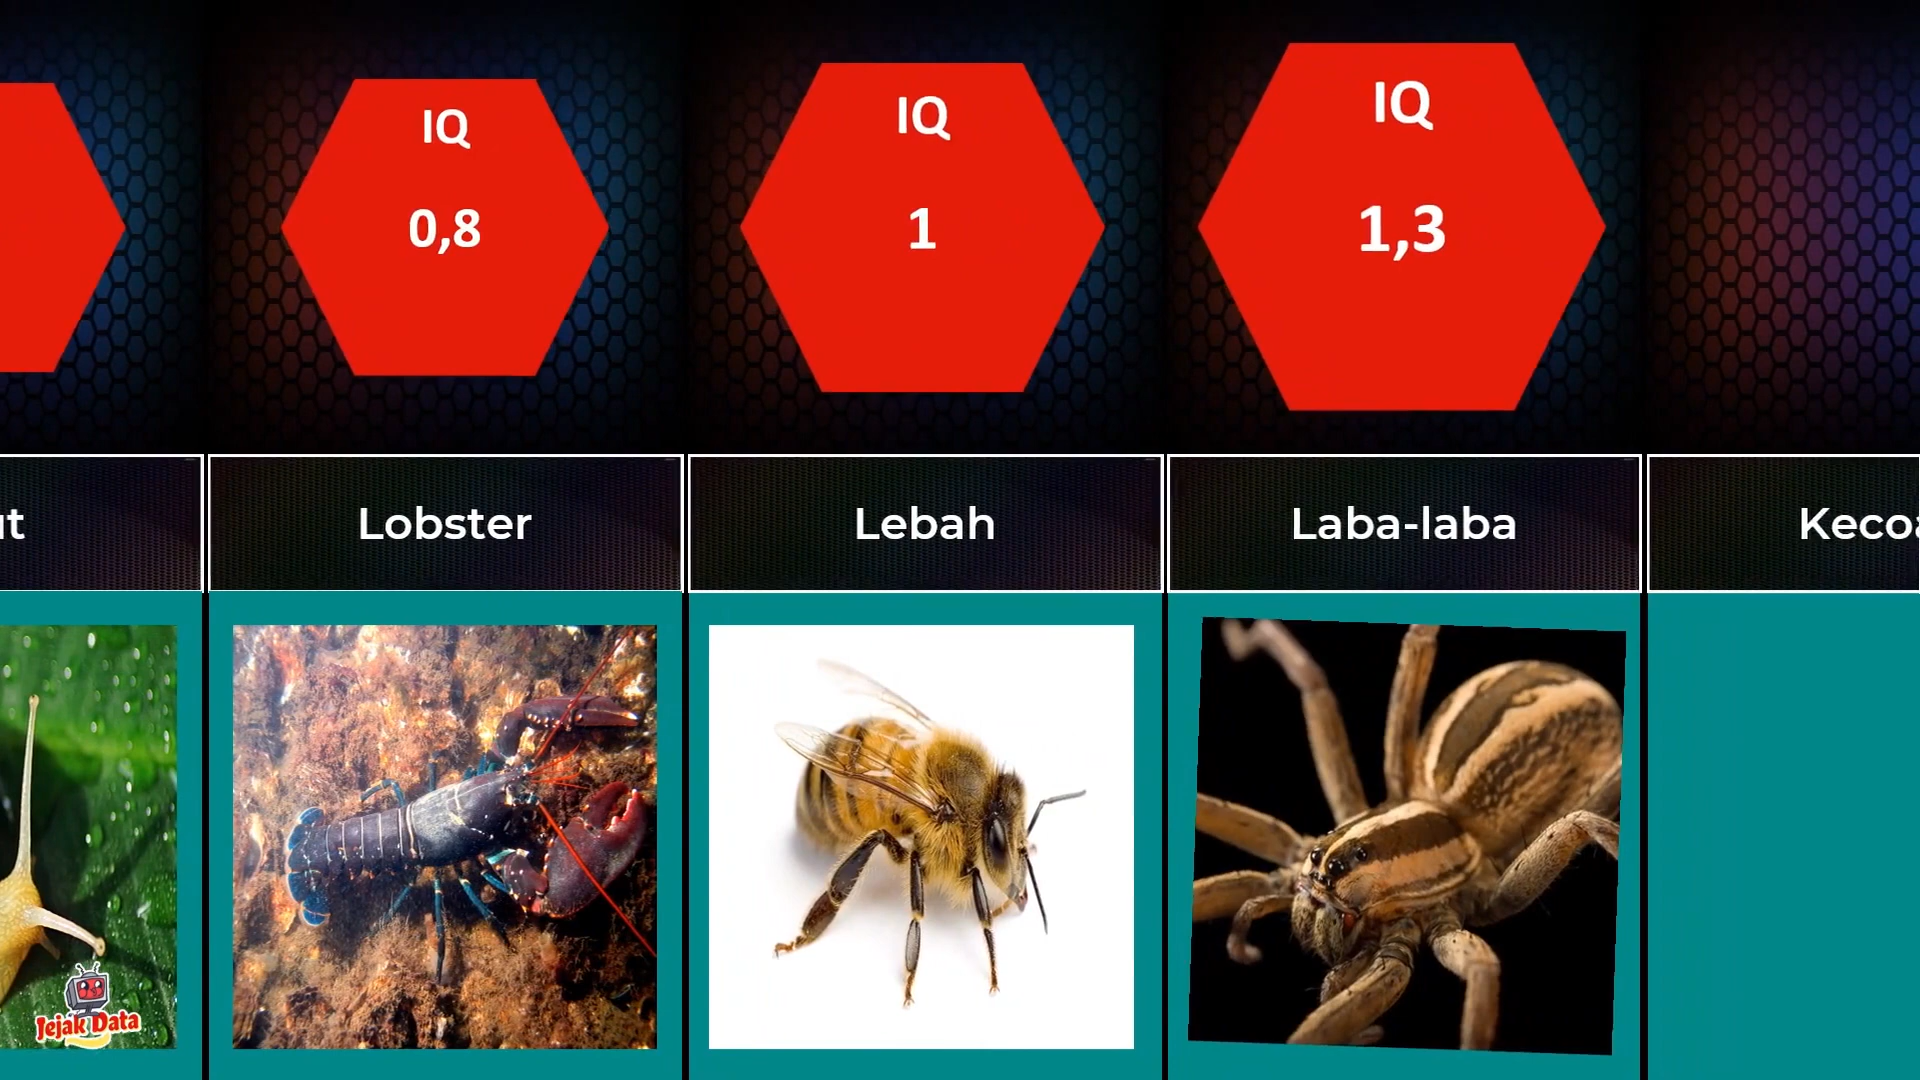 IQ
0,8
IQ
1
IQ
1,3
Lobster
Lebah
Laba-laba
Jejak Data